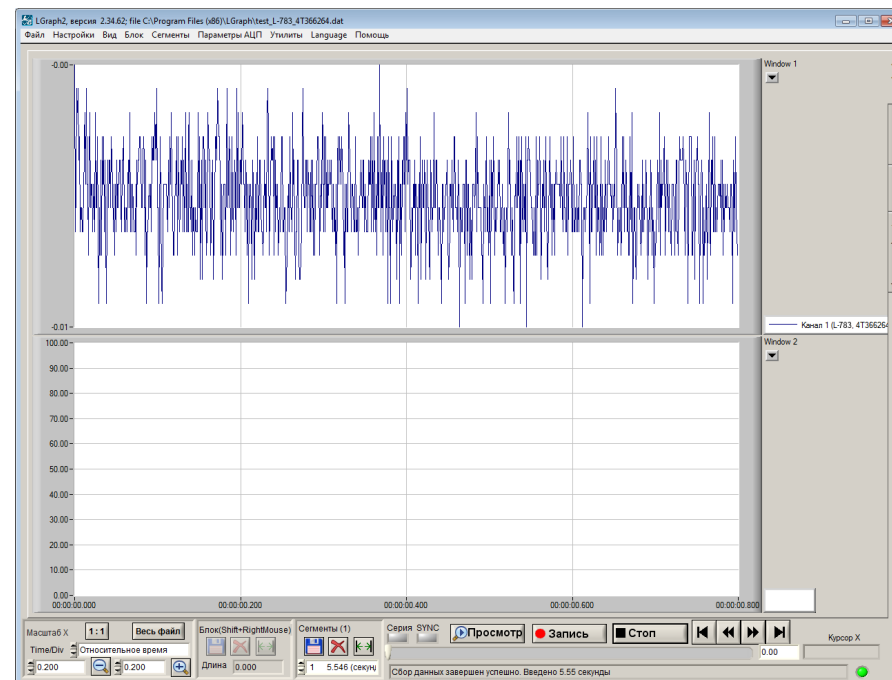 LGraph2, версия 2.34.62; file C:\Program Files (x86)\LGraph\test_L-783_4T366264.dat
Файл Настройки Вид Блок Сегменты Параметры АЦП Утилиты Language Помощь
-0.00
Window 1
-0.01
Канал 1 (L-783, 4T366264
100.00
Window 2
90.00
80.00
70.00
60.00
50.00
40.00
30.00
20.00
10.00
0.00
00:00:00.000 00:00:00.200 00:00:00.400 00:00:00.600 00:00:00.800
Масштаб X 1:1 Весь файл Блок(Shift+RightMouse) Сегменты (1) Серия SYNC Просмотр Запись Стоп Курсор X
Time/Div Относительное время 0.00
0.200 0.200 Длина 0.000 1 5.546 (секун
Сбор данных завершен успешно. Введено 5.55 секунды